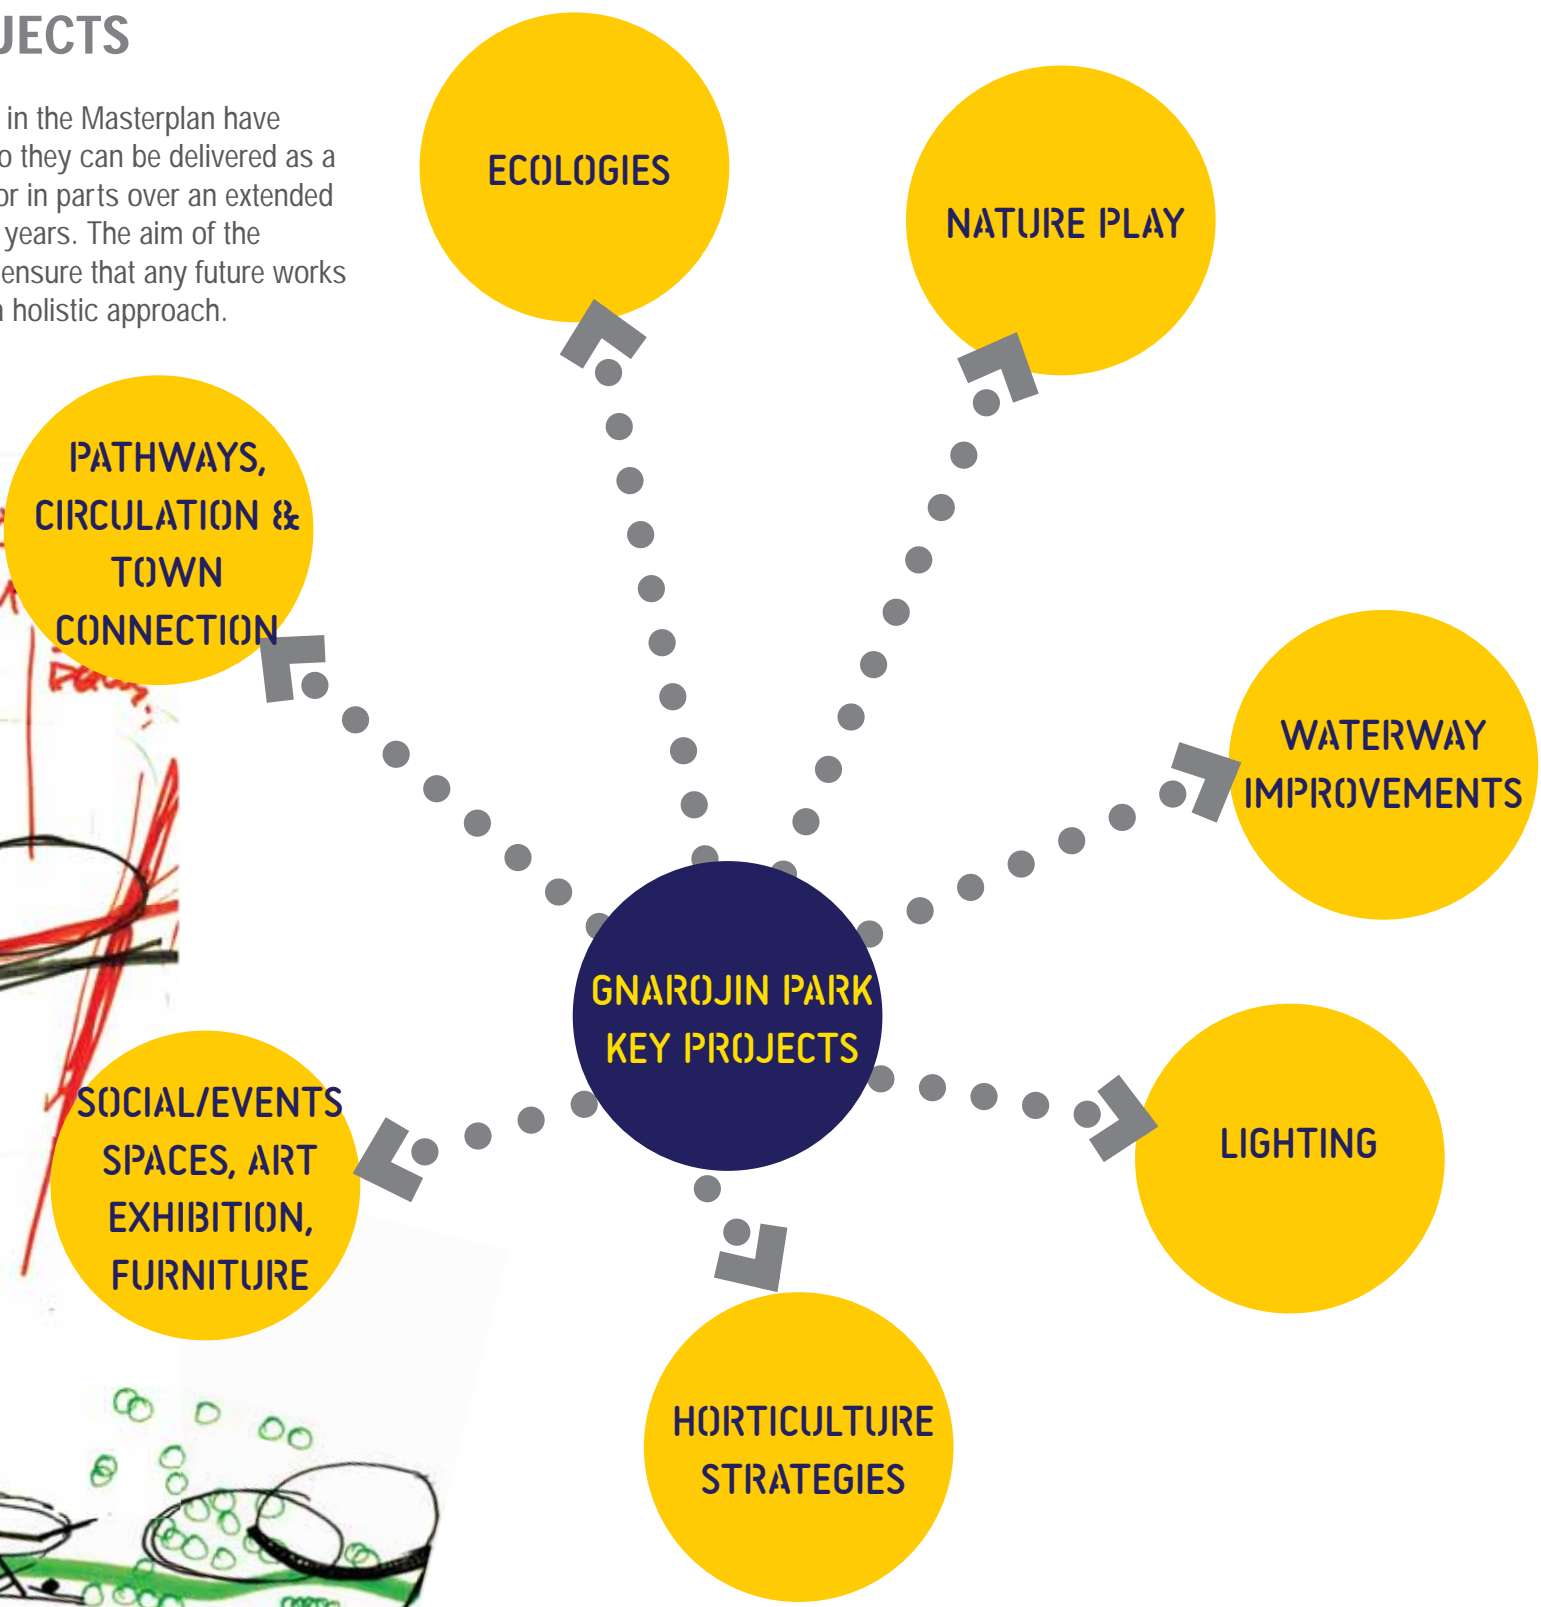 JECTS
in the Masterplan have
o they can be delivered as a
or in parts over an extended
years. The aim of the
ensure that any future works
a holistic approach.
ECOLOGIES
NATURE PLAY
PATHWAYS,
CIRCULATION &
TOWN
CONNECTION
WATERWAY
IMPROVEMENTS
GNAROJIN PARK
KEY PROJECTS
SOCIAL/EVENTS
SPACES, ART
EXHIBITION,
FURNITURE
LIGHTING
HORTICULTURE
STRATEGIES